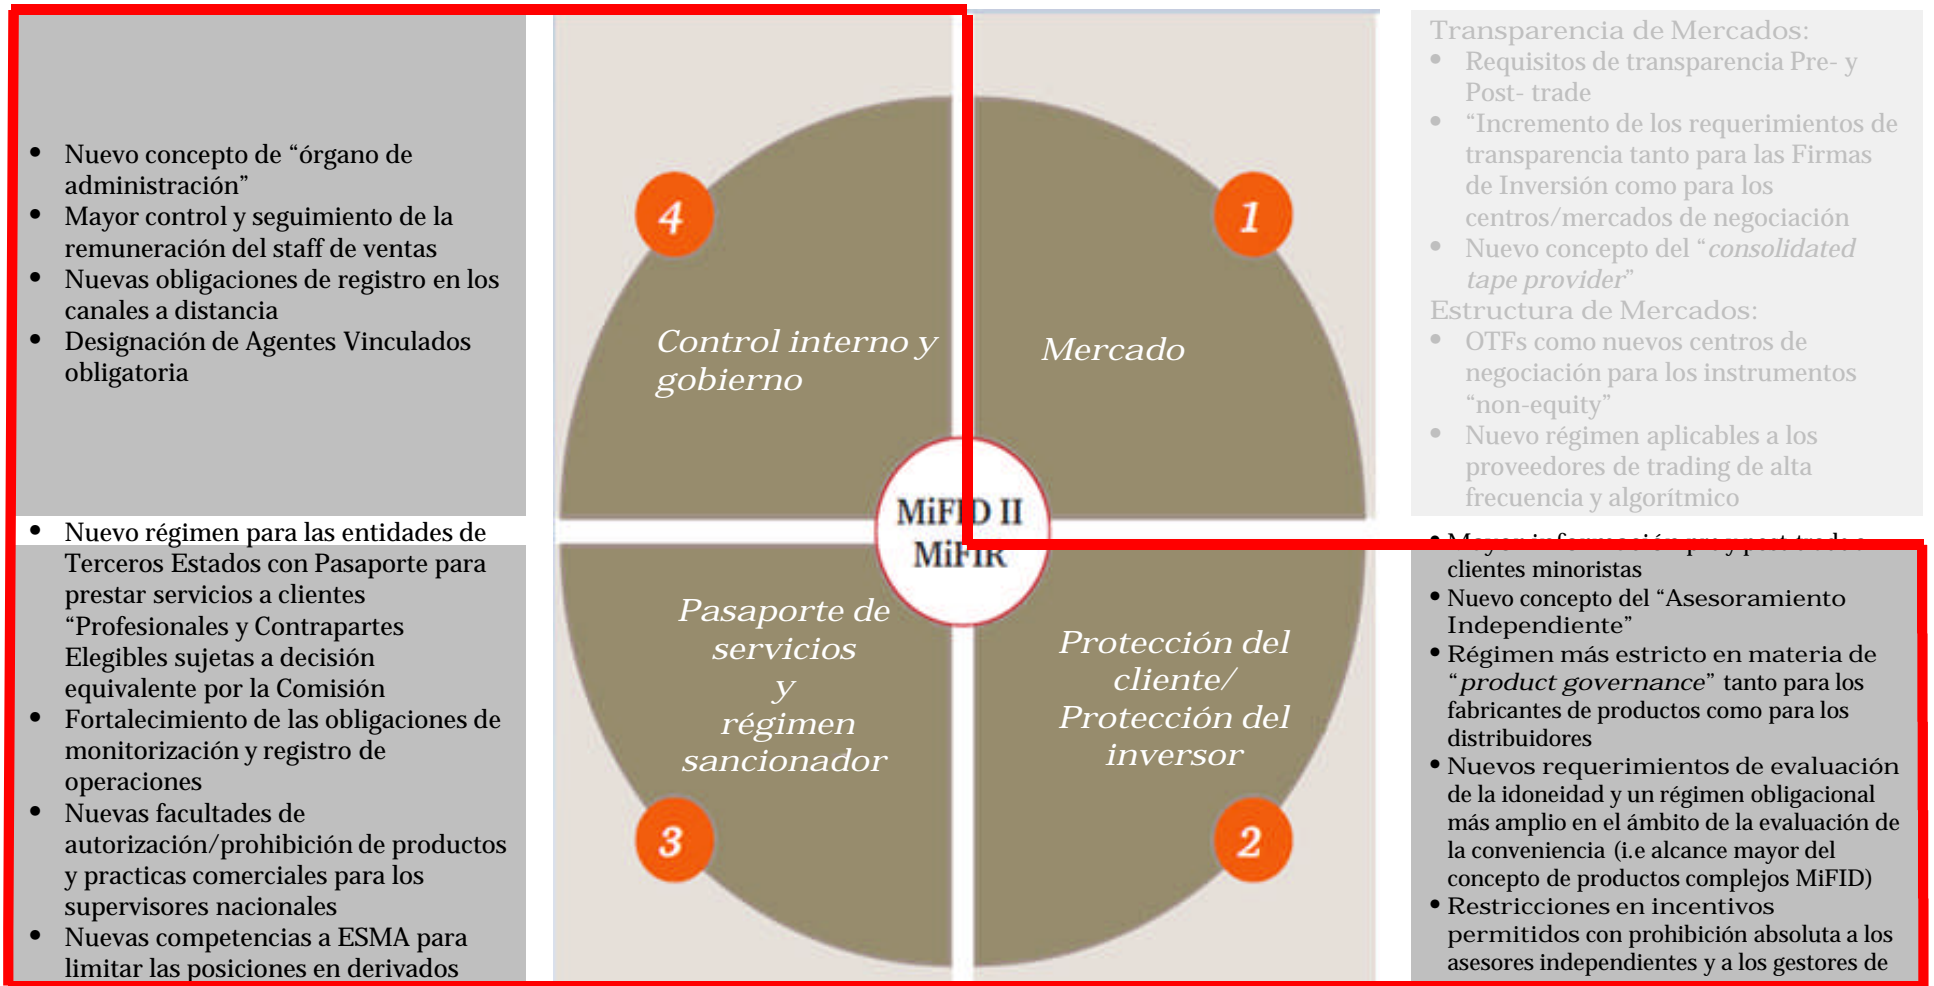 • Nuevo concepto de “órgano de
administración”
• Mayor control y seguimiento de la
remuneración del staff de ventas
• Nuevas obligaciones de registro en los
canales a distancia
• Designación de Agentes Vinculados
obligatoria
• Nuevo régimen para las entidades de
Terceros Estados con Pasaporte para
prestar servicios a clientes
“Profesionales y Contrapartes
Elegibles sujetas a decisión
equivalente por la Comisión
• Fortalecimiento de las obligaciones de
monitorización y registro de
operaciones
• Nuevas facultades de
autorización/prohibición de productos
y practicas comerciales para los
supervisores nacionales
• Nuevas competencias a ESMA para
limitar las posiciones en derivados
4
Control interno y
gobierno
1
Mercado
MiFID II
MiFIR
Pasaporte de
servicios
y
régimen
sancionador
3
Protección del
cliente/
Protección del
inversor
2
Transparencia de Mercados:
• Requisitos de transparencia Pre- y
Post- trade
• “Incremento de los requerimientos de
transparencia tanto para las Firmas
de Inversión como para los
centros/mercados de negociación
• Nuevo concepto del “consolidated
tape provider”
Estructura de Mercados:
• OTFs como nuevos centros de
negociación para los instrumentos
“non-equity”
• Nuevo régimen aplicables a los
proveedores de trading de alta
frecuencia y algorítmico
• Mayor información pre y post trade a
clientes minoristas
• Nuevo concepto del “Asesoramiento
Independiente”
• Régimen más estricto en materia de
“product governance” tanto para los
fabricantes de productos como para los
distribuidores
• Nuevos requerimientos de evaluación
de la idoneidad y un régimen obligacional
más amplio en el ámbito de la evaluación de
la conveniencia (i.e alcance mayor del
concepto de productos complejos MiFID)
• Restricciones en incentivos
permitidos con prohibición absoluta a los
asesores independientes y a los gestores de